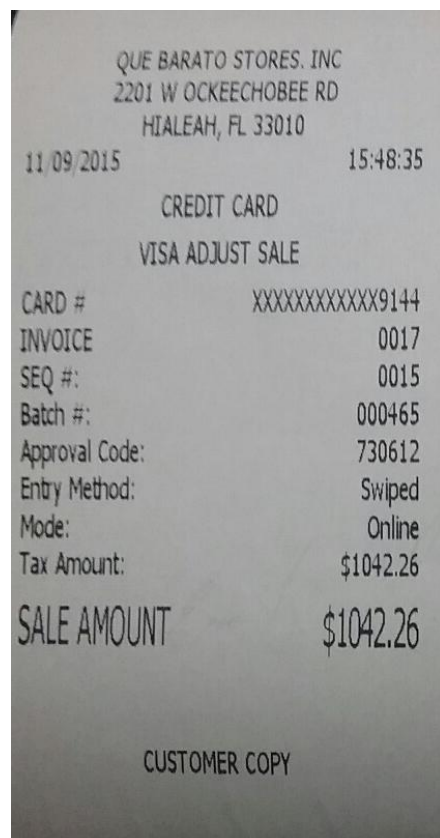 QUE BARATO STORES. INC
2201 W OCKEECHOBEE RD
HIALEAH, FL 33010
11/09/2015 15:48:35
CREDIT CARD
VISA ADJUST SALE
CARD # XXXXXXXXXXXX9144
INVOICE 0017
SEQ #: 0015
Batch #: 000465
Approval Code: 730612
Entry Method: Swiped
Mode: Online
Tax Amount: $1042.26
SALE AMOUNT $1042.26
CUSTOMER COPY